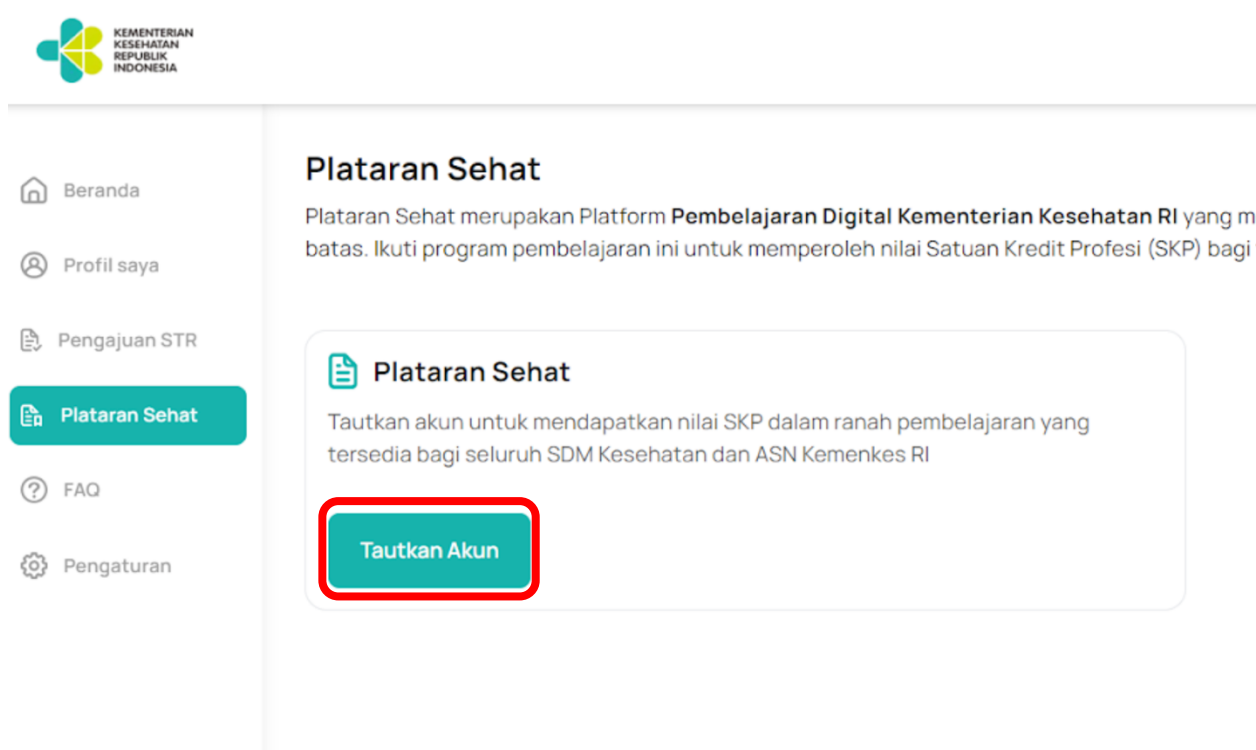 KEMENTERIAN
KESEHATAN
REPUBLIK
INDONESIA
Beranda
Profil saya
Pengajuan STR
Plataran Sehat
FAQ
Pengaturan
Plataran Sehat
Plataran Sehat merupakan Platform Pembelajaran Digital Kementerian Kesehatan RI yang m
batas. Ikuti program pembelajaran ini untuk memperoleh nilai Satuan Kredit Profesi (SKP) bagi
Plataran Sehat
Tautkan akun untuk mendapatkan nilai SKP dalam ranah pembelajaran yang
tersedia bagi seluruh SDM Kesehatan dan ASN Kemenkes RI
Tautkan Akun